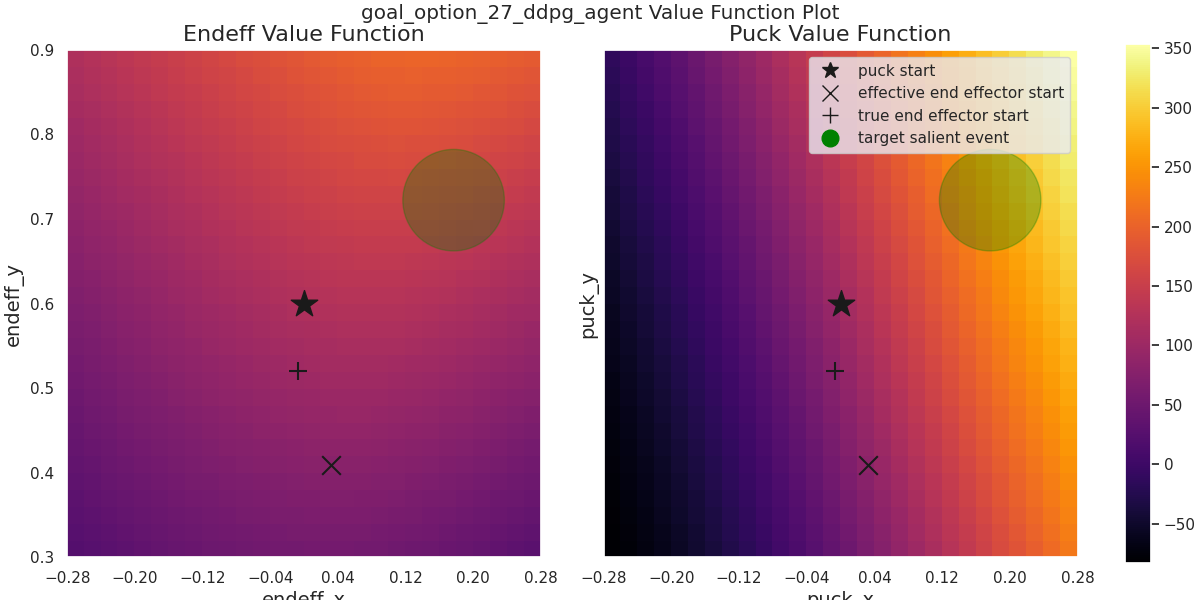 goal_option_27_ddpg_agent Value Function Plot
Endeff Value Function
Puck Value Function
puck start
effective end effector start
true end effector start
target salient event
endeff_y
0.9
0.8
0.7
0.6
0.5
0.4
0.3
−0.28 −0.20 −0.12 −0.04 0.04 0.12 0.20 0.28
endeff_x
puck_y
−0.28 −0.20 −0.12 −0.04 0.04 0.12 0.20 0.28
puck_x
350
300
250
200
150
100
50
0
−50